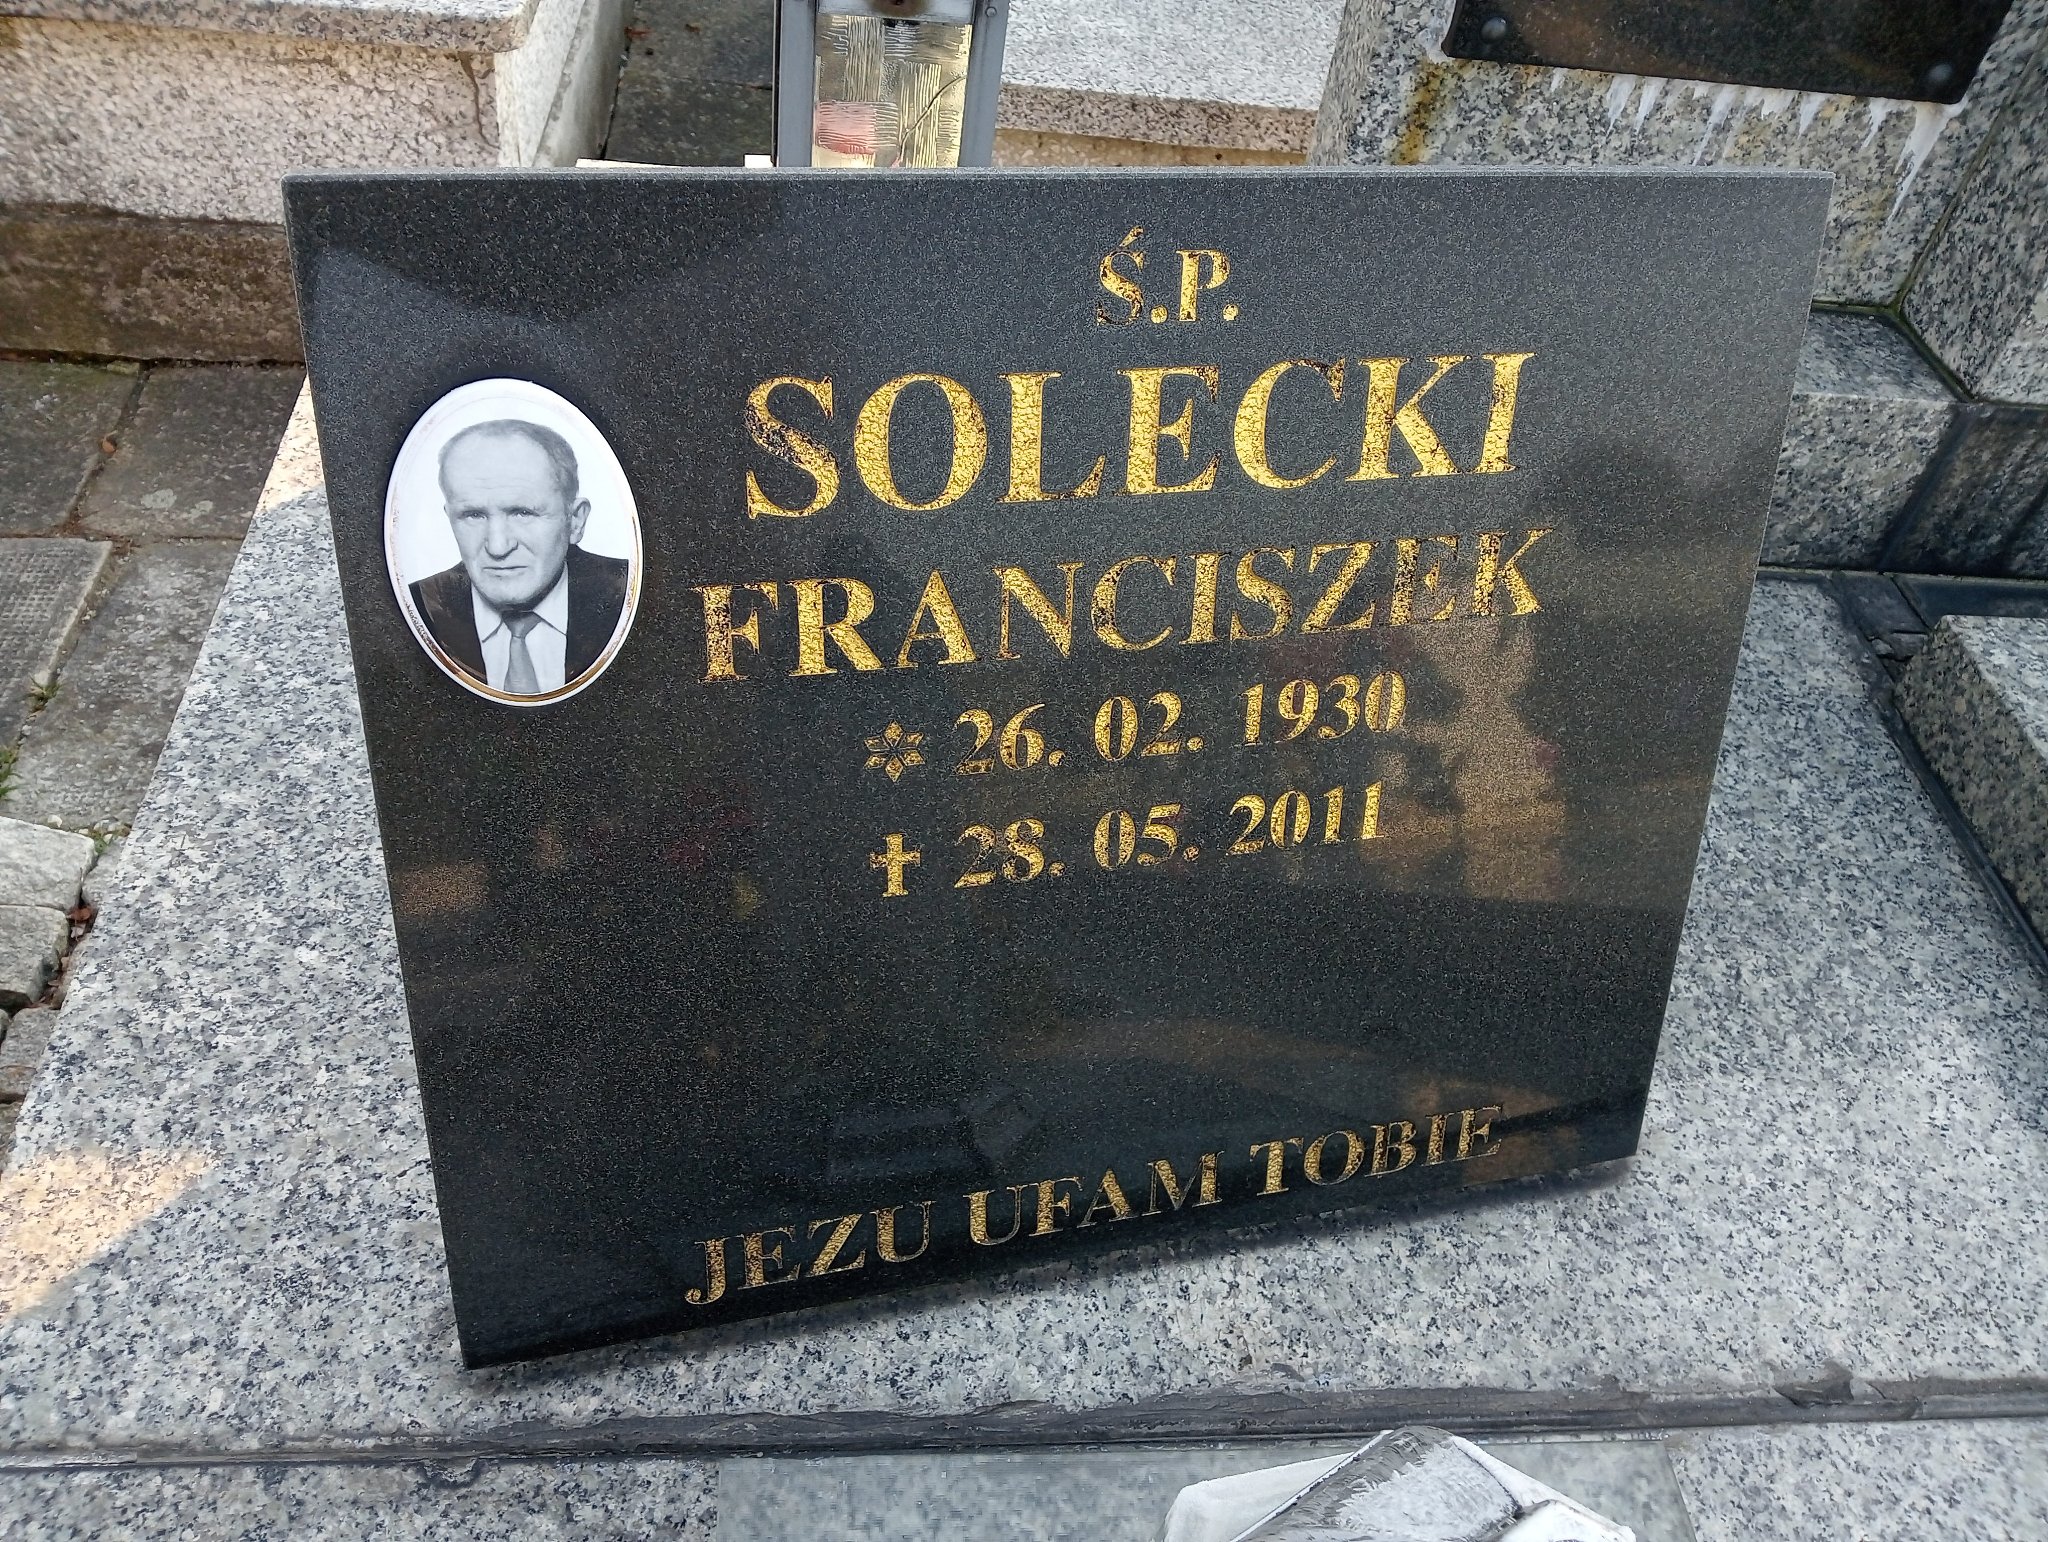 Ś.P.
SOLECKI
FRANCISZEK
26. 02. 1930
28. 05. 2011
JEZU UFAM TOBIE